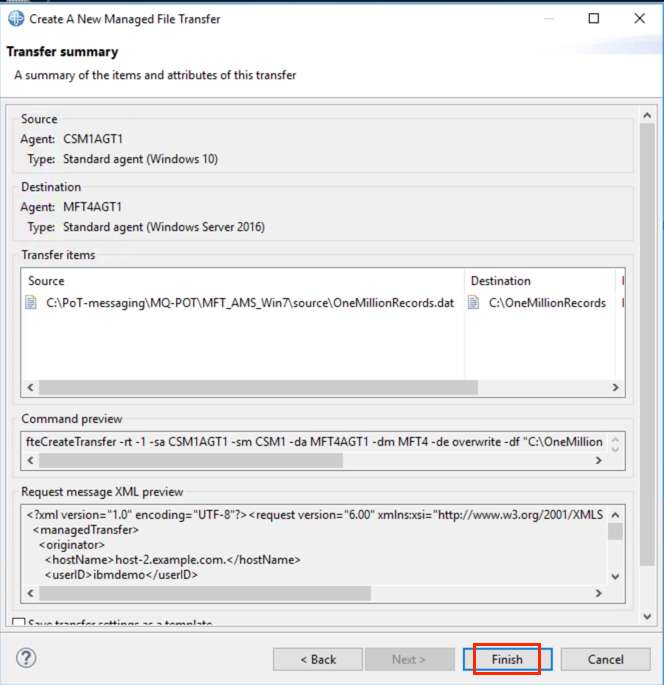 Create A New Managed File Transfer
Transfer summary
A summary of the items and attributes of this transfer
Source
Agent: CSM1AGT1
Type: Standard agent (Windows 10)
Destination
Agent: MFT4AGT1
Type: Standard agent (Windows Server 2016)
Transfer items
Source Destination
C:\PoT-messaging\MQ-POT\MFT_AMS_Win7\source\OneMillionRecords.dat C:\OneMillionRecords
Command preview
fteCreateTransfer -rt -1 -sa CSM1AGT1 -sm CSM1 -da MFT4AGT1 -dm MFT4 -de overwrite -df "C:\OneMillion
Request message XML preview
<?xml version="1.0" encoding="UTF-8"?><request version="6.00" xmlns:xsi="http://www.w3.org/2001/XMLS
<managedTransfer>
<originator>
<hostName>host-2.example.com.</hostName>
<userID>ibmdemo</userID>
Save transfer settings as a template
? < Back Next > Finish Cancel